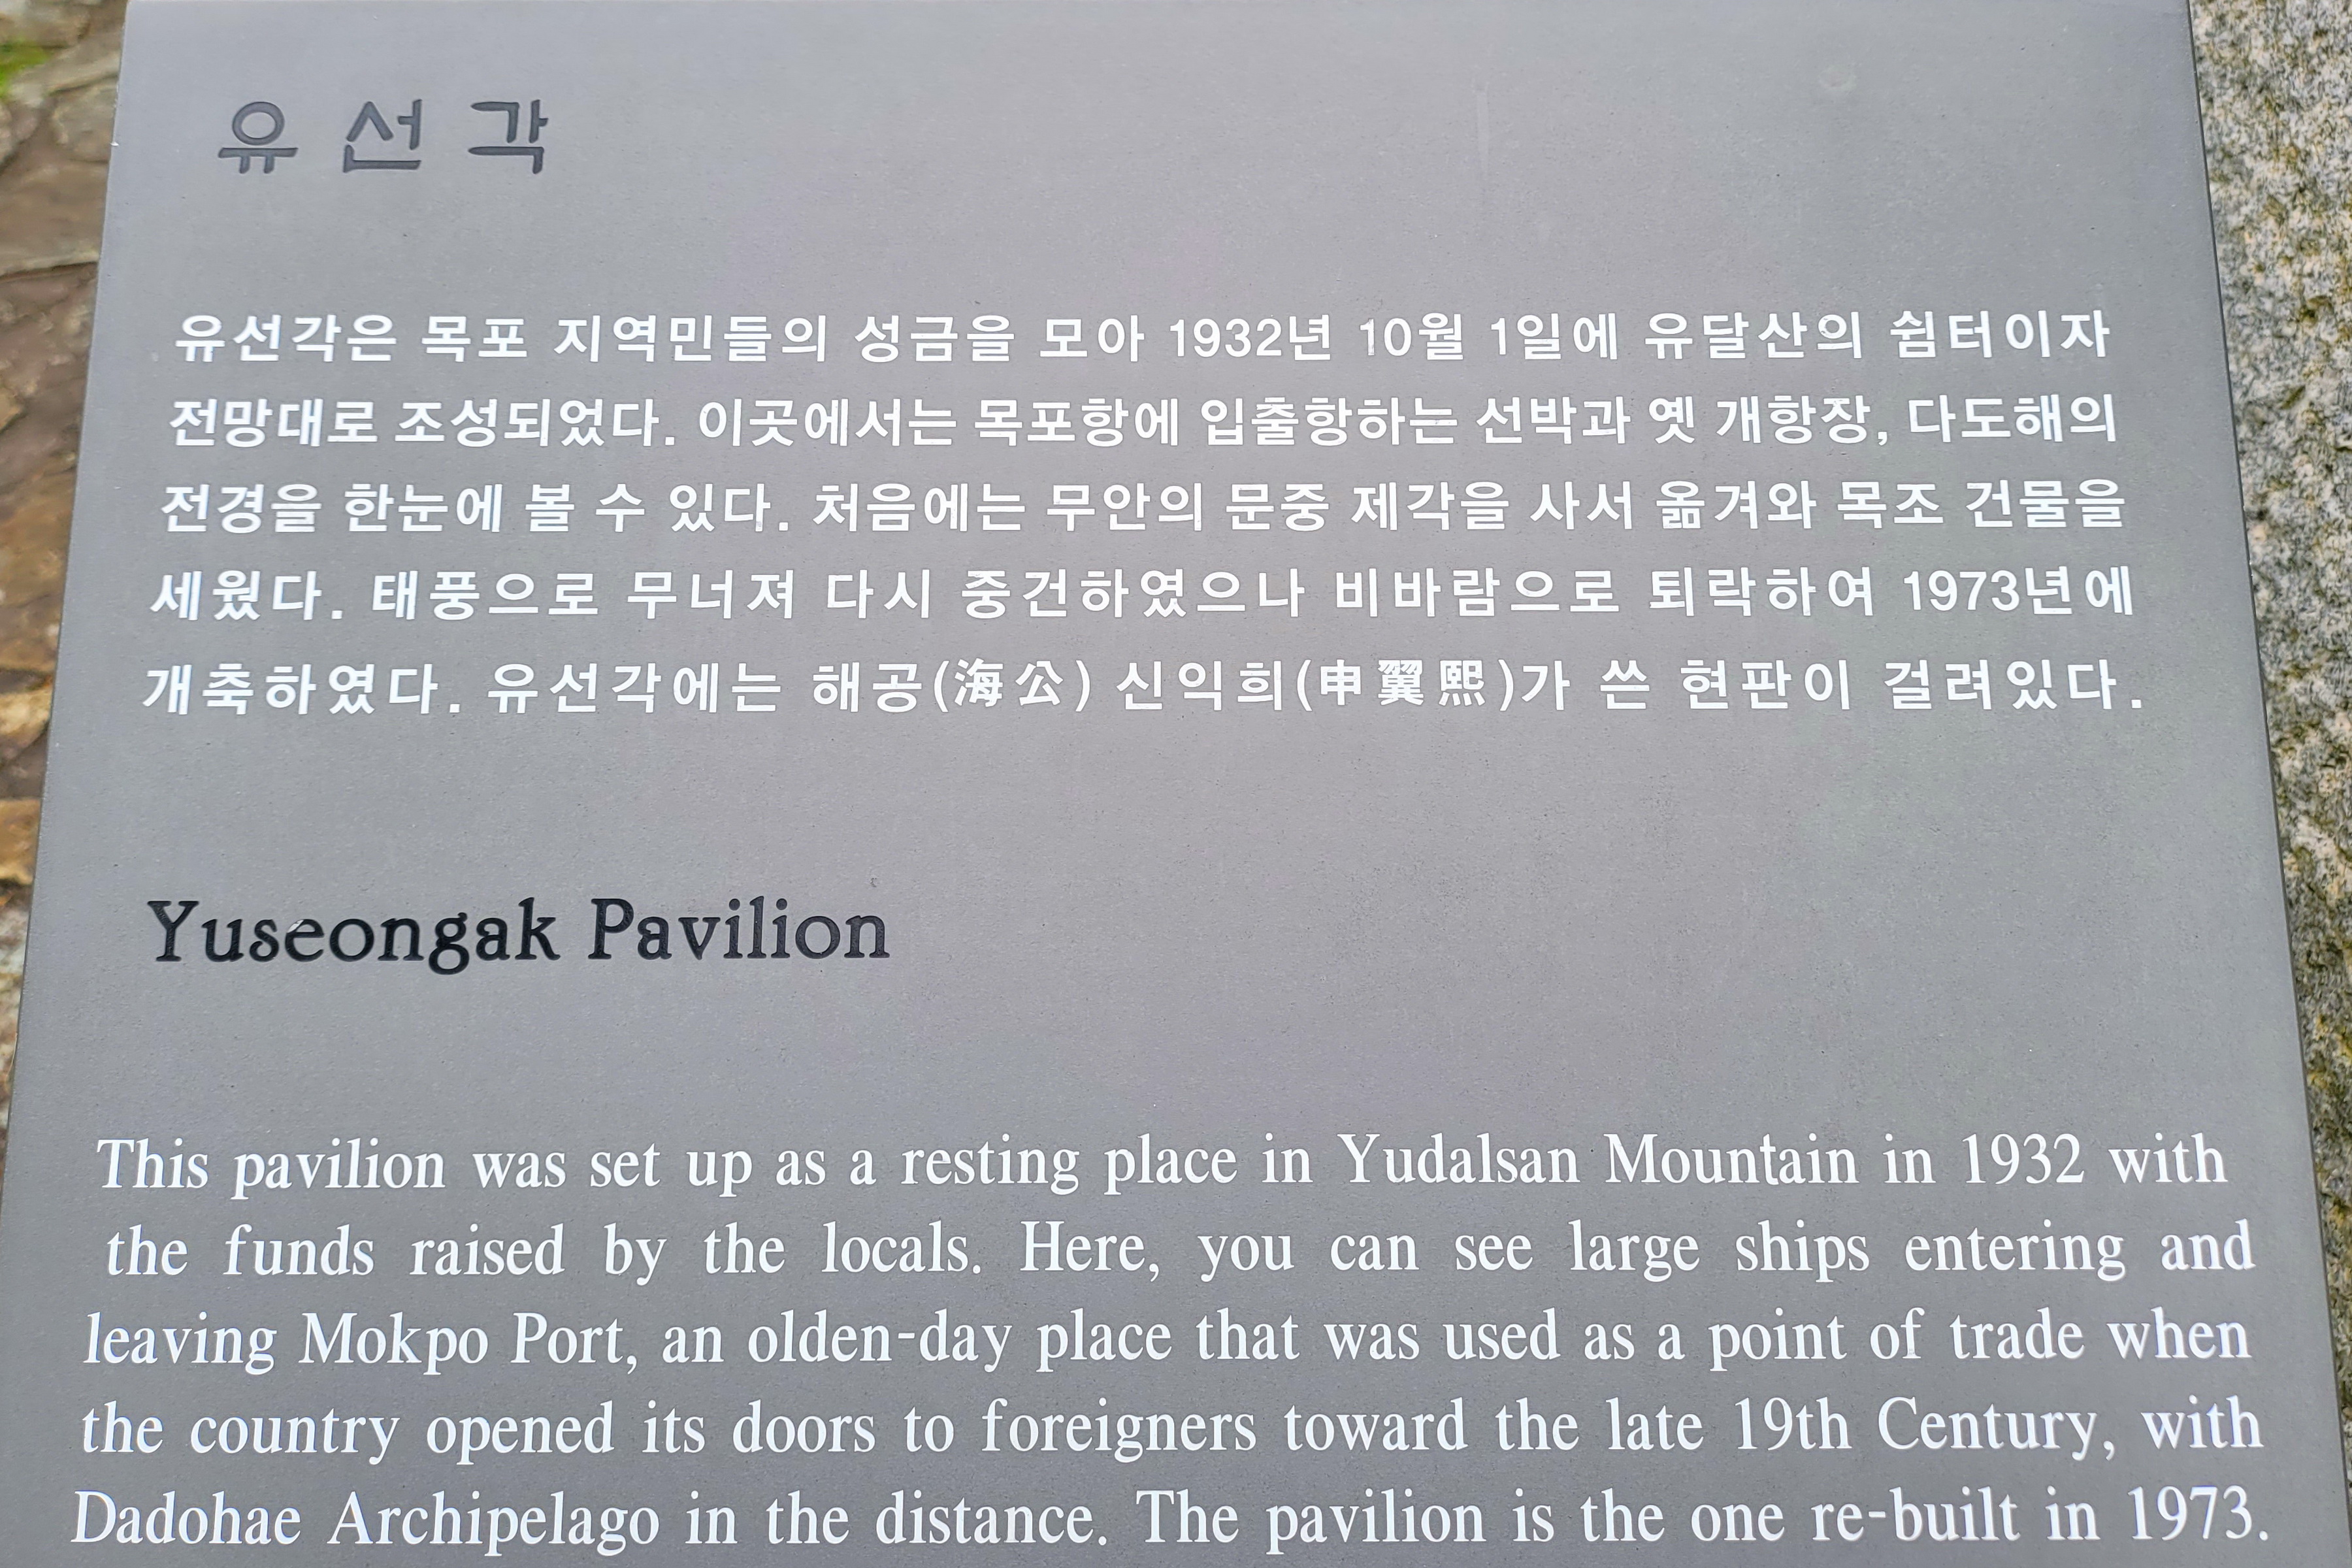 유선각
유선각은 목포 지역민들의 성금을 모아 1932년 10월 1일에 유달산의 쉼터이자
전망대로 조성되었다. 이곳에서는 목포항에 입출항하는 선박과 옛 개항장, 다도해의
전경을 한눈에 볼 수 있다. 처음에는 무안의 문중 제각을 사서 옮겨와 목조 건물을
세웠다. 태풍으로 무너져 다시 중건하였으나 비바람으로 퇴락하여 1973년에
개축하였다. 유선각에는 해공(海公) 신익희(申翼熙)가 쓴 현판이 걸려있다.
Yuseongak Pavilion
This pavilion was set up as a resting place in Yudalsan Mountain in 1932 with
the funds raised by the locals. Here, you can see large ships entering and
leaving Mokpo Port, an olden-day place that was used as a point of trade when
the country opened its doors to foreigners toward the late 19th Century, with
Dadohae Archipelago in the distance. The pavilion is the one re-built in 1973.